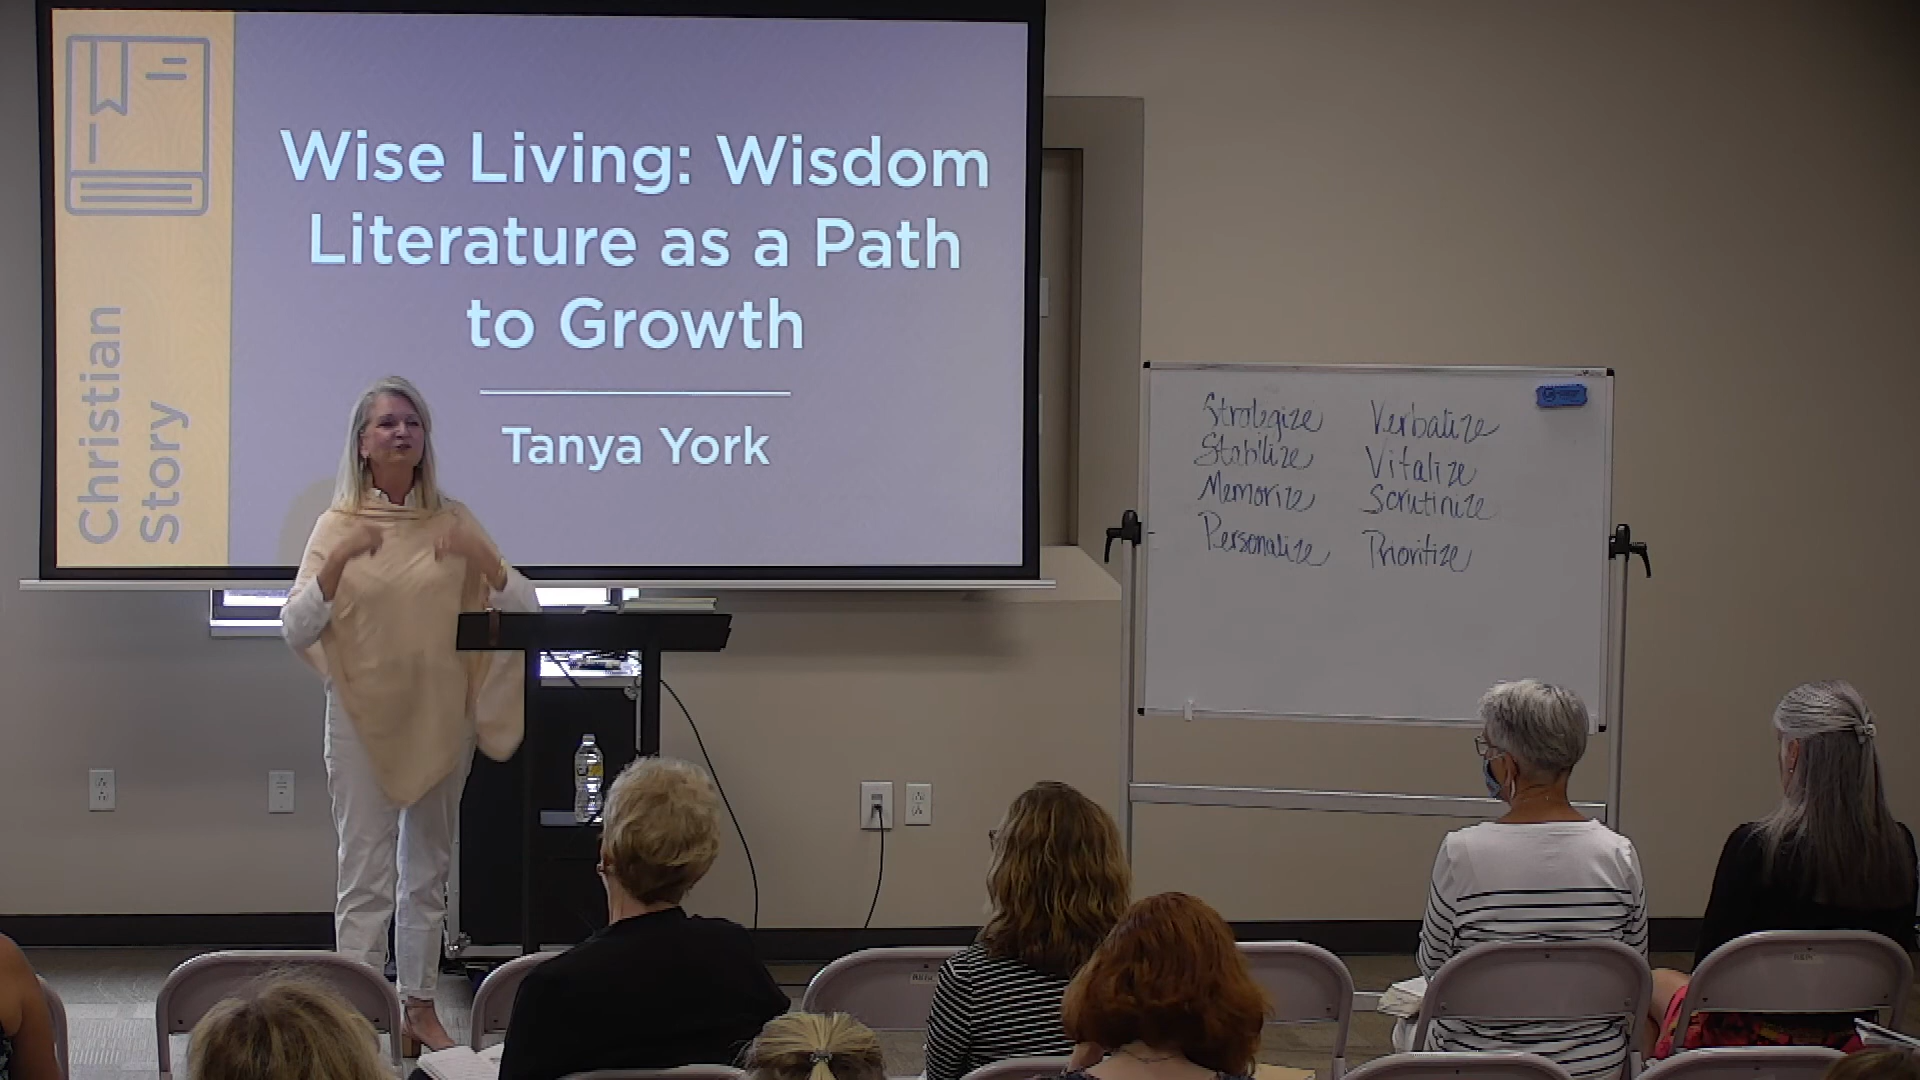 Christian
Story
Wise Living: Wisdom
Literature as a Path
to Growth
Tanya York
Strategize Verbalize
Stabilize Vitalize
Memorize Scrutinize
Personalize Prioritize